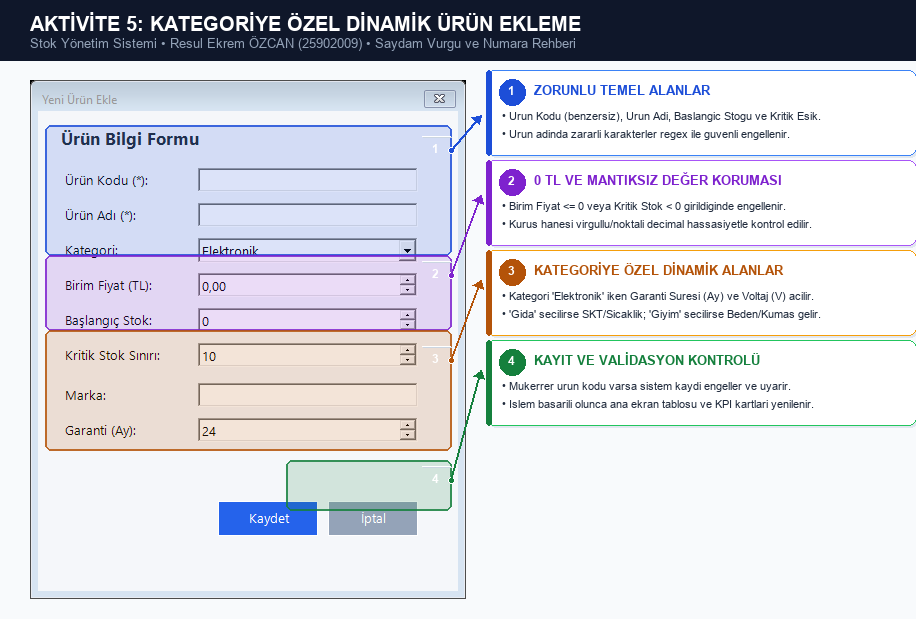 AKTİVİTE 5: KATEGORİYE ÖZEL DİNAMİK ÜRÜN EKLEME
Stok Yönetim Sistemi • Resul Ekrem ÖZCAN (25902009) • Saydam Vurgu ve Numara Rehberi
Yeni Ürün Ekle
Ürün Bilgi Formu
1
Ürün Kodu (*):
Ürün Adı (*):
Kategori: Elektronik
2
Birim Fiyat (TL): 0,00
Başlangıç Stok: 0
3
Kritik Stok Sınırı: 10
Marka:
Garanti (Ay): 24
4
Kaydet İptal
1 ZORUNLU TEMEL ALANLAR
• Urun Kodu (benzersiz), Urun Adi, Baslangic Stogu ve Kritik Esik.
• Urun adinda zararli karakterler regex ile guvenli engellenir.
2 0 TL VE MANTIKSIZ DEĞER KORUMASI
• Birim Fiyat <= 0 veya Kritik Stok < 0 girildiginde engellenir.
• Kurus hanesi virgullu/noktali decimal hassasiyetle kontrol edilir.
3 KATEGORİYE ÖZEL DİNAMİK ALANLAR
• Kategori 'Elektronik' iken Garanti Suresi (Ay) ve Voltaj (V) acilir.
• 'Gida' secilirse SKT/Sicaklik; 'Giyim' secilirse Beden/Kumas gelir.
4 KAYIT VE VALİDASYON KONTROLÜ
• Mukerrer urun kodu varsa sistem kaydi engeller ve uyarir.
• Islem basarili olunca ana ekran tablosu ve KPI kartlari yenilenir.